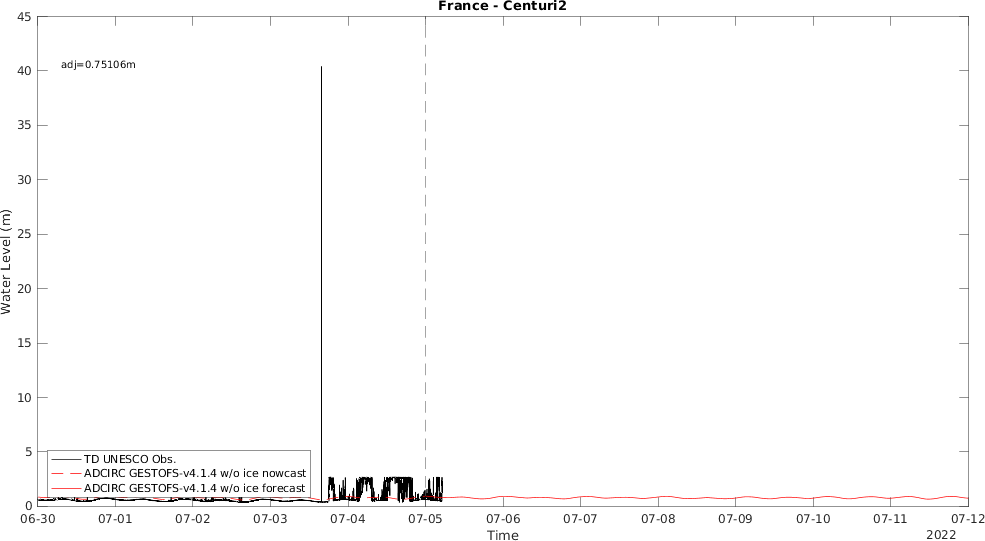 France - Centuri2
adj=0.75106m
Water Level (m)
45
40
35
30
25
20
15
10
5
0
TD UNESCO Obs.
ADCIRC GESTOFS-v4.1.4 w/o ice nowcast
ADCIRC GESTOFS-v4.1.4 w/o ice forecast
06-30 07-01 07-02 07-03 07-04 07-05 07-06 07-07 07-08 07-09 07-10 07-11 07-12
Time
2022